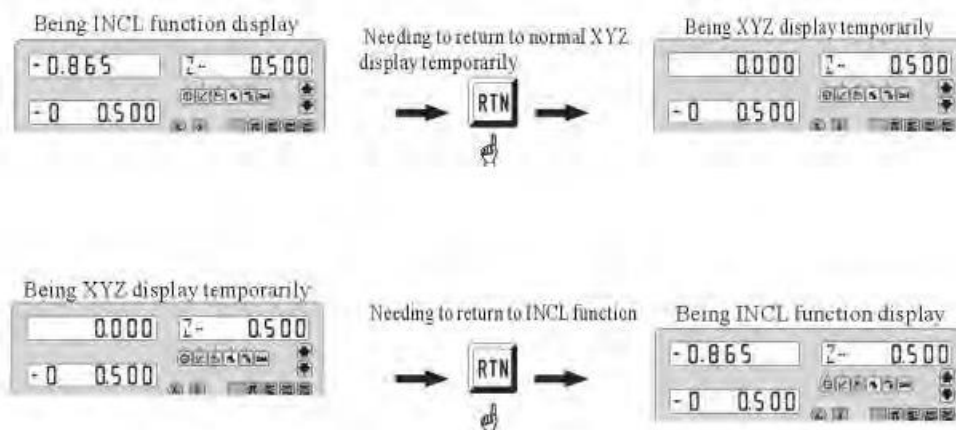 Being INCL function display
Needing to return to normal XYZ
display temporarily
Being XYZ display temporarily
-0.865
Z- 0.500
-0 0.500
RTN
0.000
Z- 0.500
-0 0.500
Being XYZ display temporarily
Needing to return to INCL function
Being INCL function display
0.000
Z- 0.500
-0 0.500
RTN
-0.865
Z- 0.500
-0 0.500